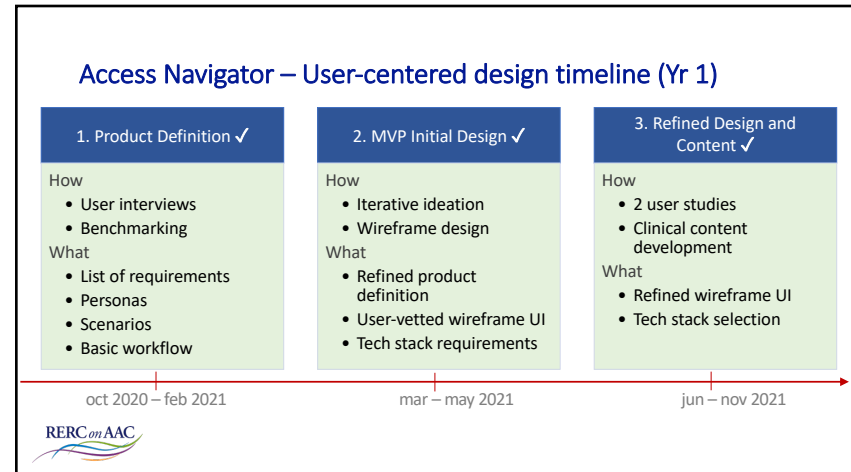 Access Navigator – User-centered design timeline (Yr 1)
1. Product Definition ✓
How
• User interviews
• Benchmarking
What
• List of requirements
• Personas
• Scenarios
• Basic workflow
2. MVP Initial Design ✓
How
• Iterative ideation
• Wireframe design
What
• Refined product
definition
• User-vetted wireframe UI
• Tech stack requirements
3. Refined Design and
Content ✓
How
• 2 user studies
• Clinical content
development
What
• Refined wireframe UI
• Tech stack selection
oct 2020 – feb 2021
mar – may 2021
jun – nov 2021
RERC on AAC